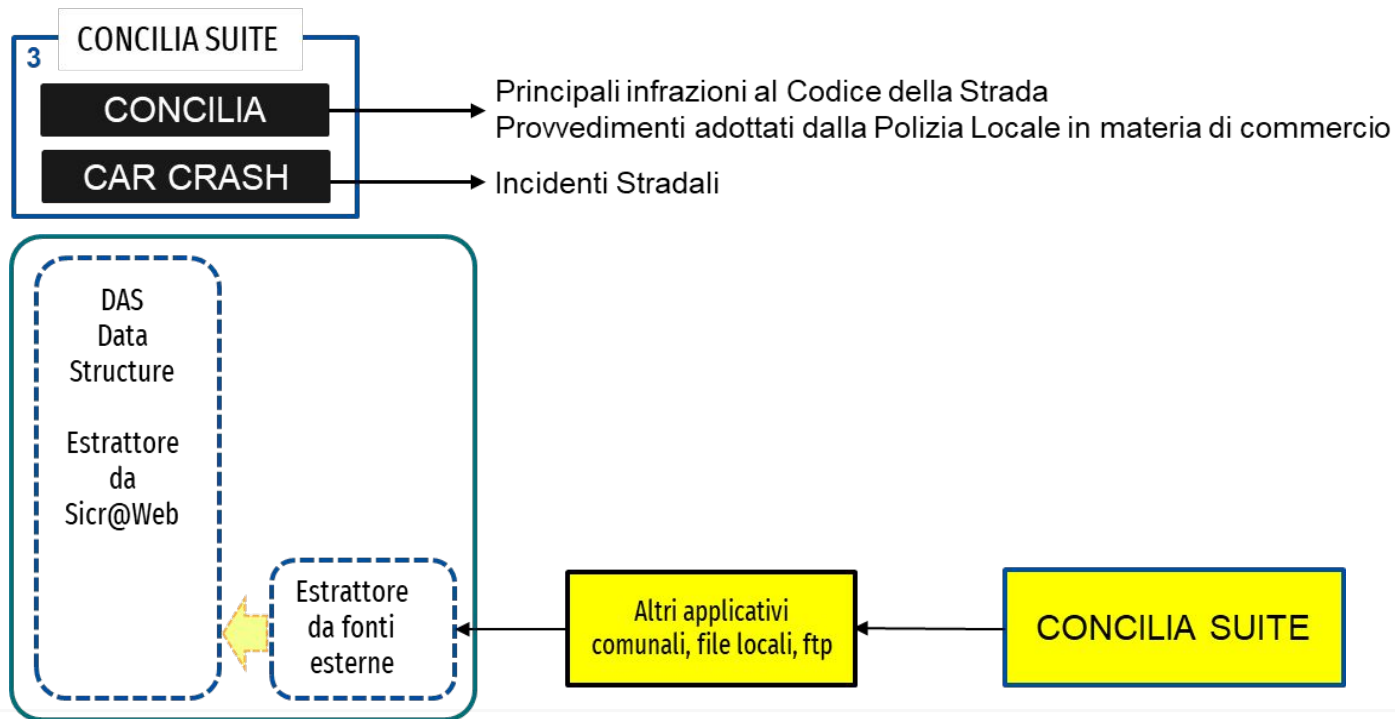 CONCILIA SUITE
3
CONCILIA
Principali infrazioni al Codice della Strada
Provvedimenti adottati dalla Polizia Locale in materia di commercio
CAR CRASH
Incidenti Stradali
DAS
Data
Structure
Estrattore
da
Sicr@Web
Estrattore
da fonti
esterne
Altri applicativi
comunali, file locali, ftp
CONCILIA SUITE